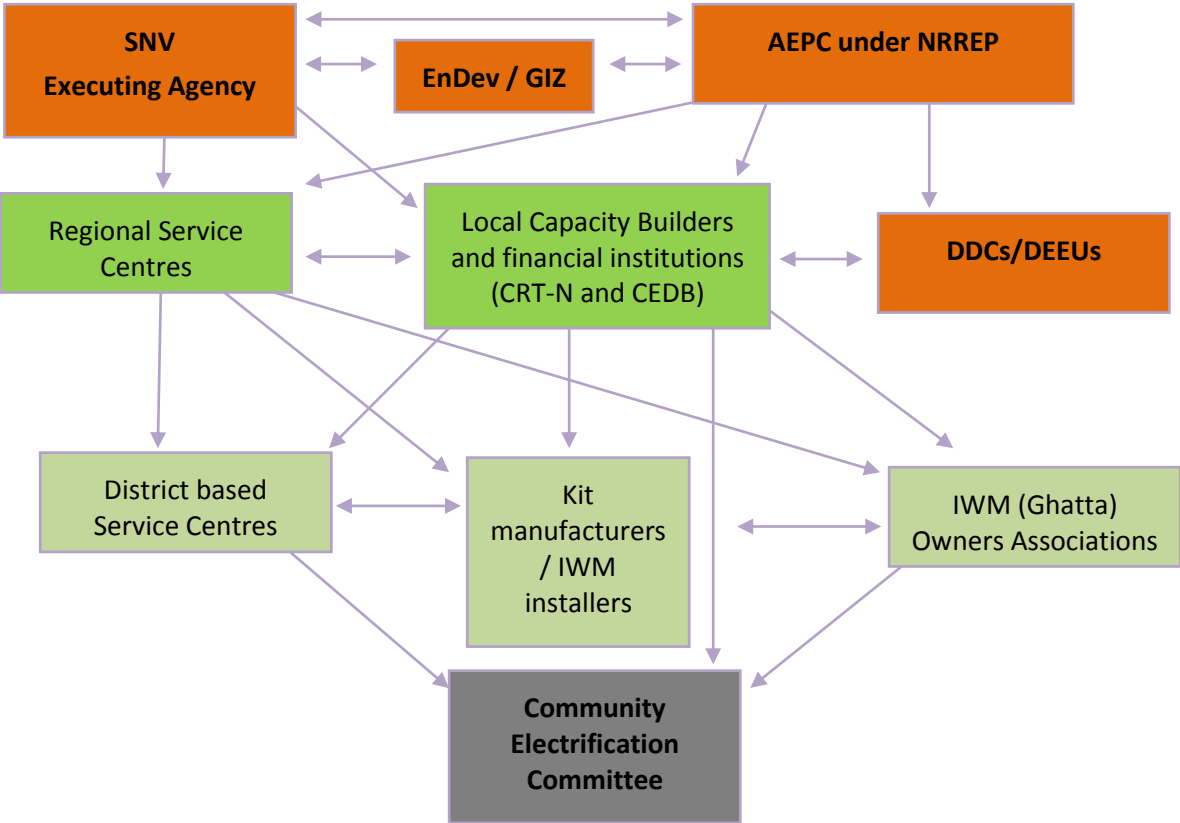 SNV
Executing Agency
EnDev / GIZ
AEPC under NRREP
Regional Service
Centres
Local Capacity Builders
and financial institutions
(CRT-N and CEDB)
DDCs/DEEUs
District based
Service Centres
Kit
manufacturers
/ IWM
installers
IWM (Ghatta)
Owners Associations
Community
Electrification
Committee